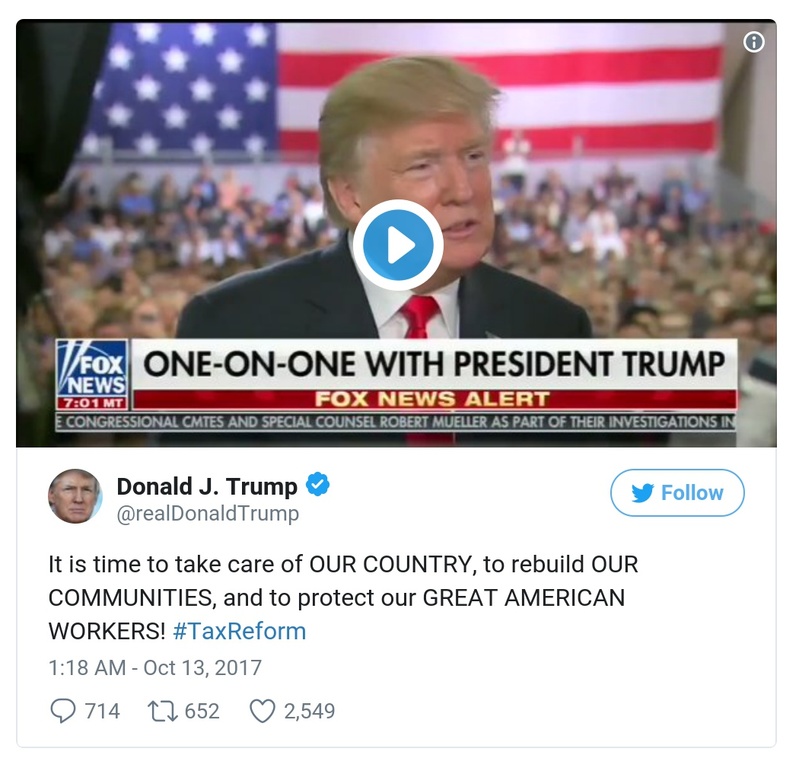 ONE-ON-ONE WITH PRESIDENT TRUMP
FOX
NEWS
FOX NEWS ALERT
7:01 MT
E CONGRESSIONAL CMTES AND SPECIAL COUNSEL ROBERT MUELLER AS PART OF THEIR INVESTIGATIONS IN
Donald J. Trump
@realDonaldTrump
Follow
It is time to take care of OUR COUNTRY, to rebuild OUR
COMMUNITIES, and to protect our GREAT AMERICAN
WORKERS! #TaxReform
1:18 AM - Oct 13, 2017
714 652 2,549